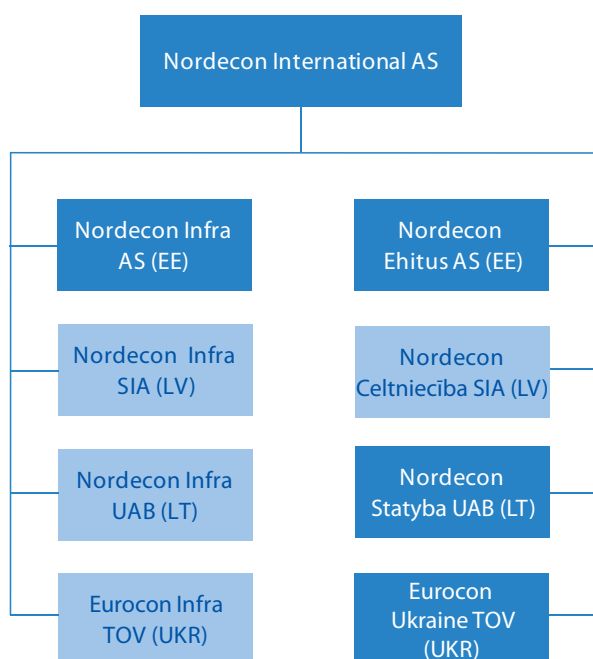 Nordecon International AS
Nordecon Infra
AS (EE)
Nordecon
Ehitus AS (EE)
Nordecon Infra
SIA (LV)
Nordecon
Celtniecība SIA (LV)
Nordecon Infra
UAB (LT)
Nordecon
Statyba UAB (LT)
Eurocon Infra
TOV (UKR)
Eurocon
Ukraine TOV
(UKR)